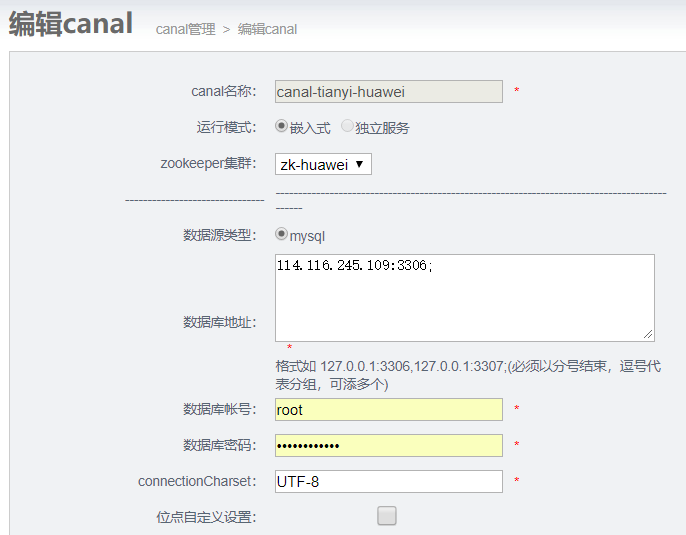 编辑canal canal管理 > 编辑canal
canal名称: canal-tianyi-huawei *
运行模式: 嵌入式 独立服务
zookeeper集群: zk-huawei
------------------------------- ----------------------------------------------------------------------------------------
------
数据源类型: mysql
114.116.245.109:3306;
数据库地址:
*
格式如 127.0.0.1:3306,127.0.0.1:3307;(必须以分号结束，逗号代
表分组，可添多个)
数据库帐号: root *
数据库密码: •••••••••••• *
connectionCharset: UTF-8 *
位点自定义设置: